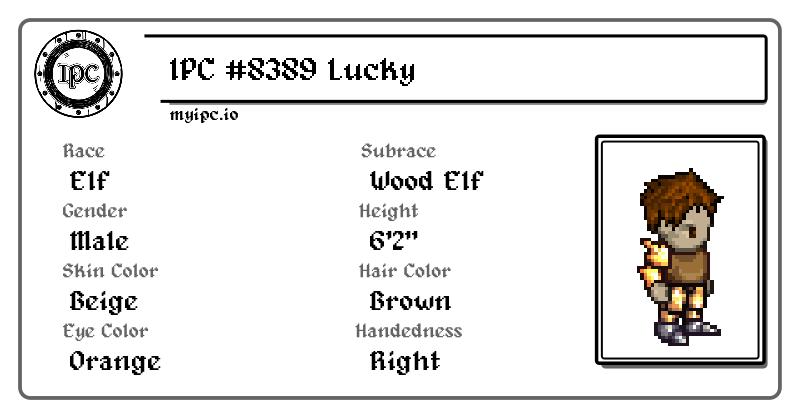 IPC
IPC #8389 Lucky
myipc.io
Race
Elf
Subrace
Wood Elf
Gender
Male
Height
6'2"
Skin Color
Beige
Hair Color
Brown
Eye Color
Orange
Handedness
Right